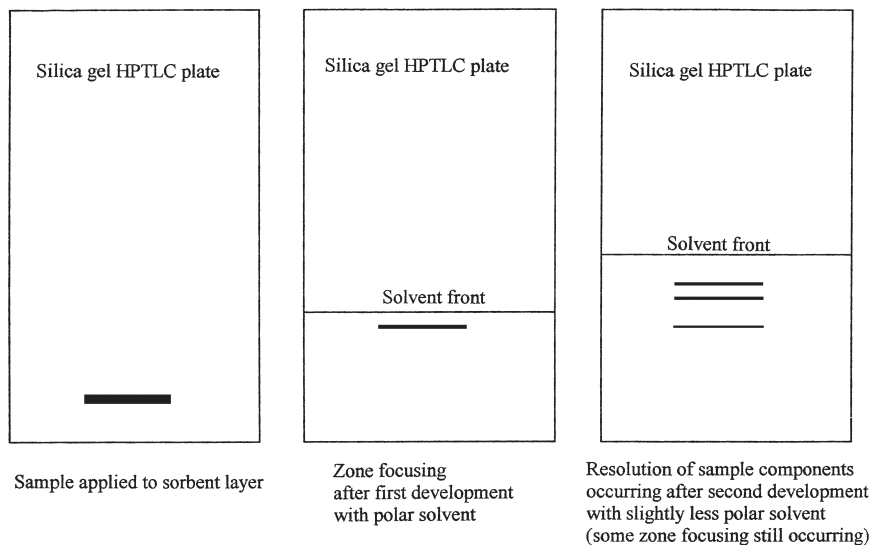 Silica gel HPTLC plate
Sample applied to sorbent layer
Silica gel HPTLC plate
Solvent front
Zone focusing
after first development
with polar solvent
Silica gel HPTLC plate
Solvent front
Resolution of sample components
occurring after second development
with slightly less polar solvent
(some zone focusing still occurring)